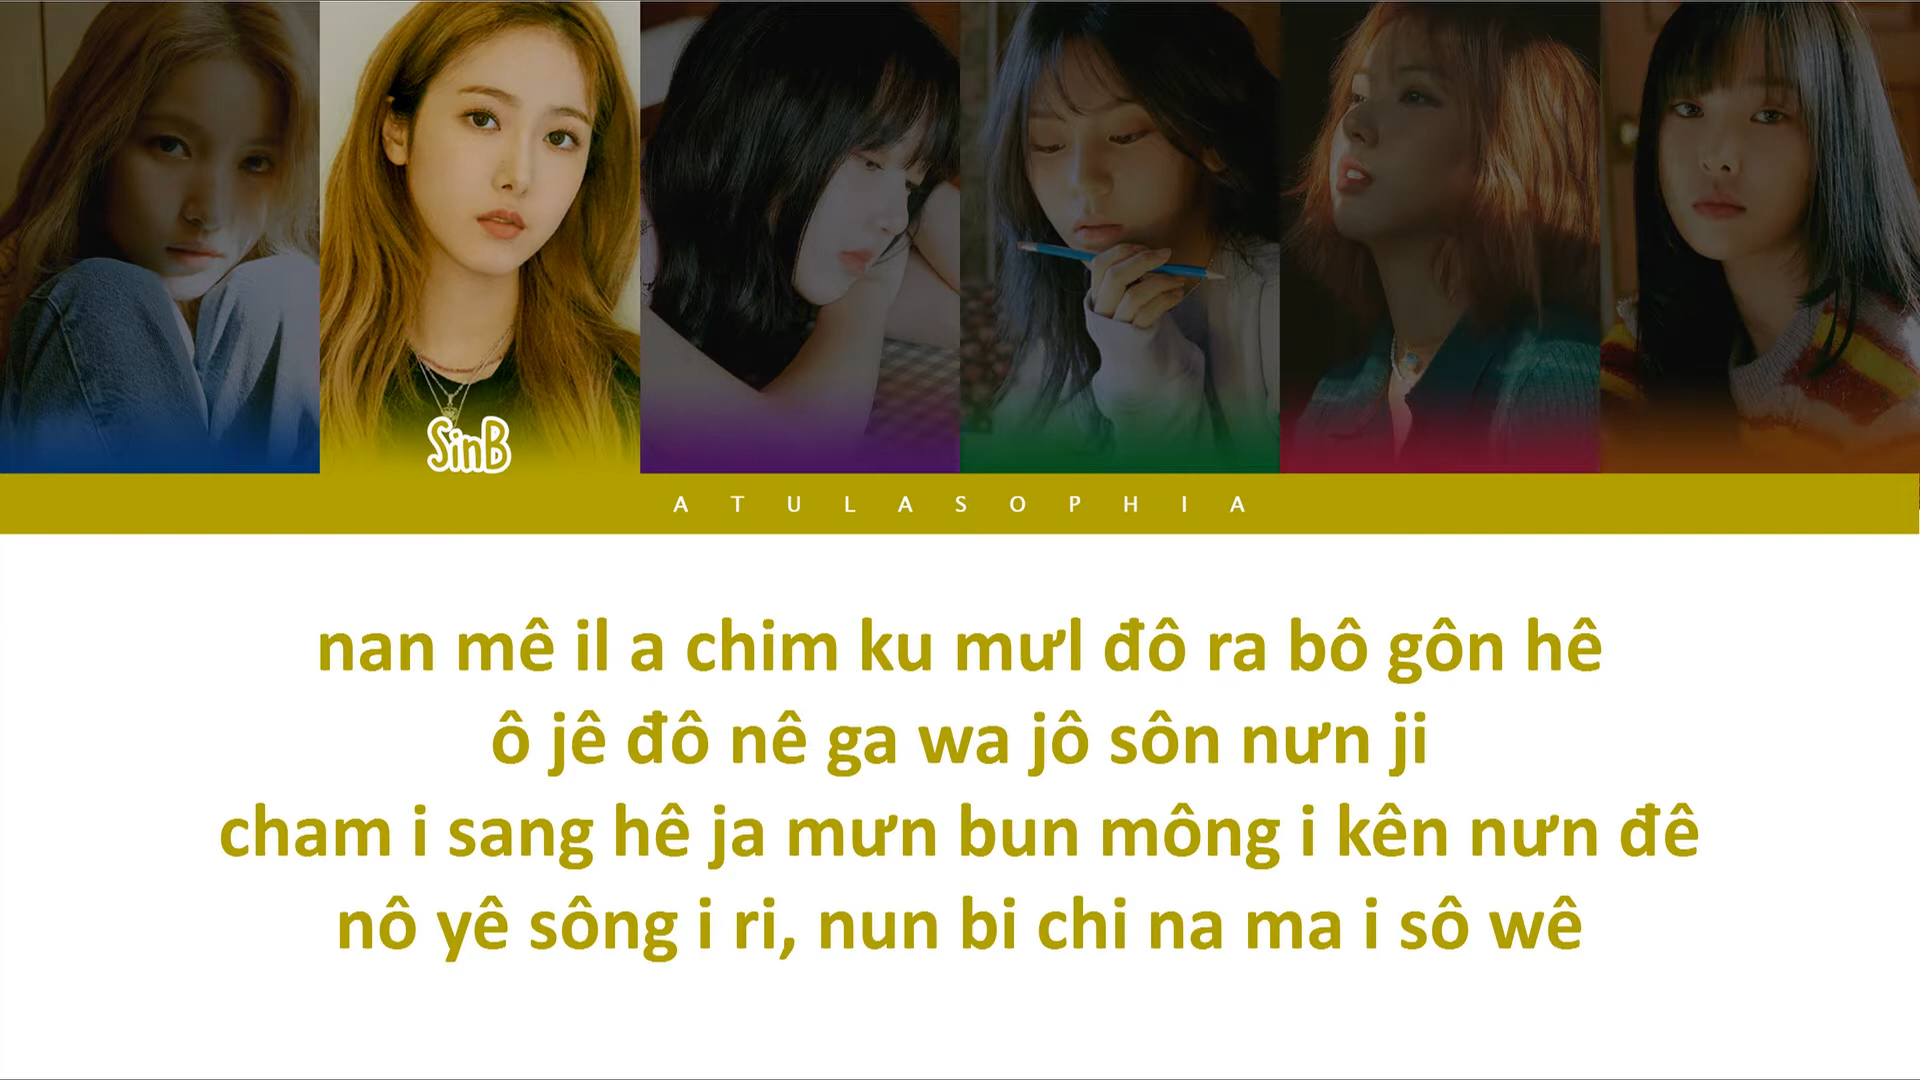 SinB
ATULASOPHIA
nan mê il a chim ku mưl đô ra bô gôn hê
ô jê đô nê ga wa jô sôn nưn ji
cham i sang hê ja mưn bun mông i kên nưn đê
nô yê sông i ri, nun bi chi na ma i sô wê